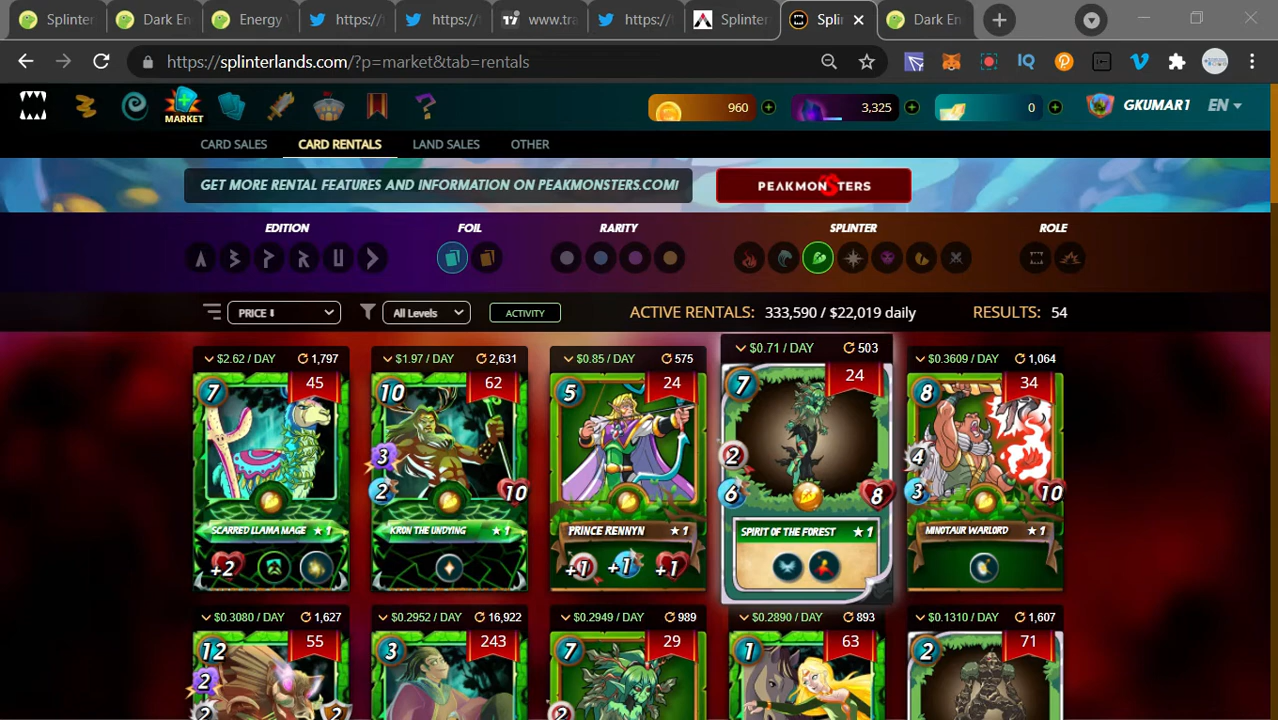 Splinter
Dark En
Energy
https://
https://
www.tra
https://
Splinter
Splin
Dark En
https://splinterlands.com/?p=market&tab=rentals
MARKET
960
3,325
0
GKUMAR1
EN
CARD SALES
CARD RENTALS
LAND SALES
OTHER
GET MORE RENTAL FEATURES AND INFORMATION ON PEAKMONSTERS.COM!
PEAKMONSTERS
EDITION
FOIL
RARITY
SPLINTER
ROLE
PRICE
All Levels
ACTIVITY
ACTIVE RENTALS: 333,590 / $22,019 daily
RESULTS: 54
$2.62 / DAY
1,797
7
45
SCARRED LLAMA MAGE ★ 1
+2
$1.97 / DAY
2,631
10
62
3
2
10
KRON THE UNDYING ★ 1
$0.85 / DAY
575
5
24
PRINCE RENNYN ★ 1
+1
+1
+1
$0.71 / DAY
503
7
24
2
6
8
SPIRIT OF THE FOREST ★ 1
$0.3609 / DAY
1,064
8
34
4
3
10
MINOTAUR WARLORD ★ 1
$0.3080 / DAY
1,627
12
55
2
2
2
$0.2952 / DAY
16,922
3
243
$0.2949 / DAY
989
7
29
2
$0.2890 / DAY
893
1
63
$0.1310 / DAY
1,607
2
71